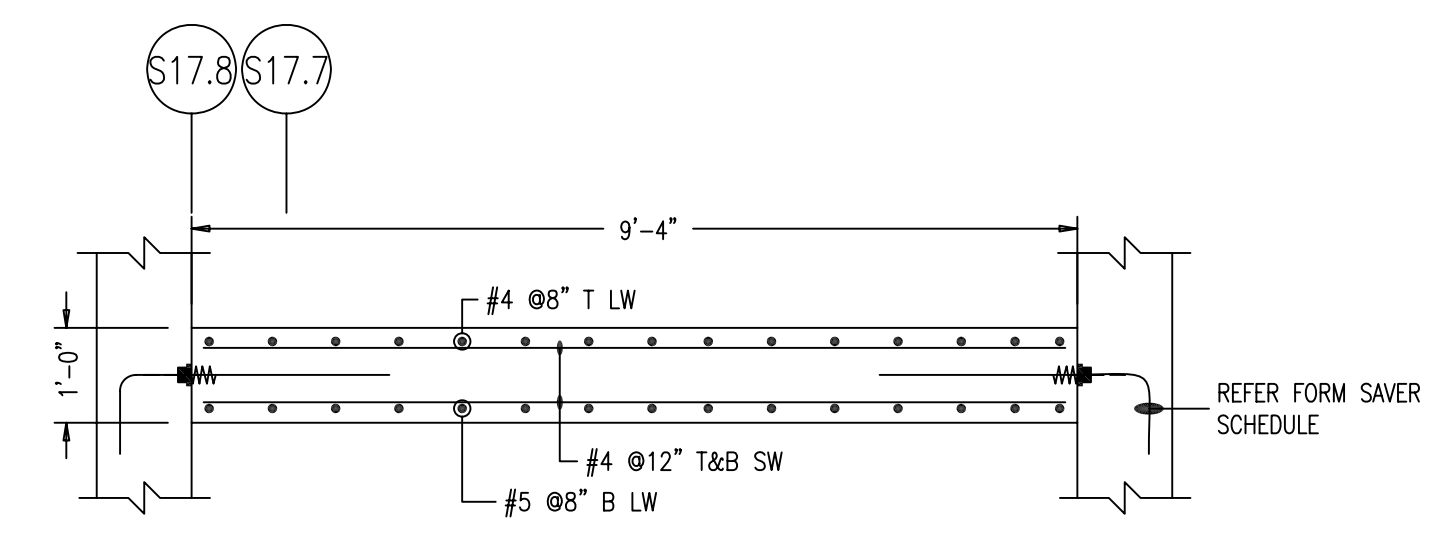 S17.8 S17.7
9'-4"
#4 @8" T LW
1'-0"
REFER FORM SAVER
SCHEDULE
#4 @12" T&B SW
#5 @8" B LW